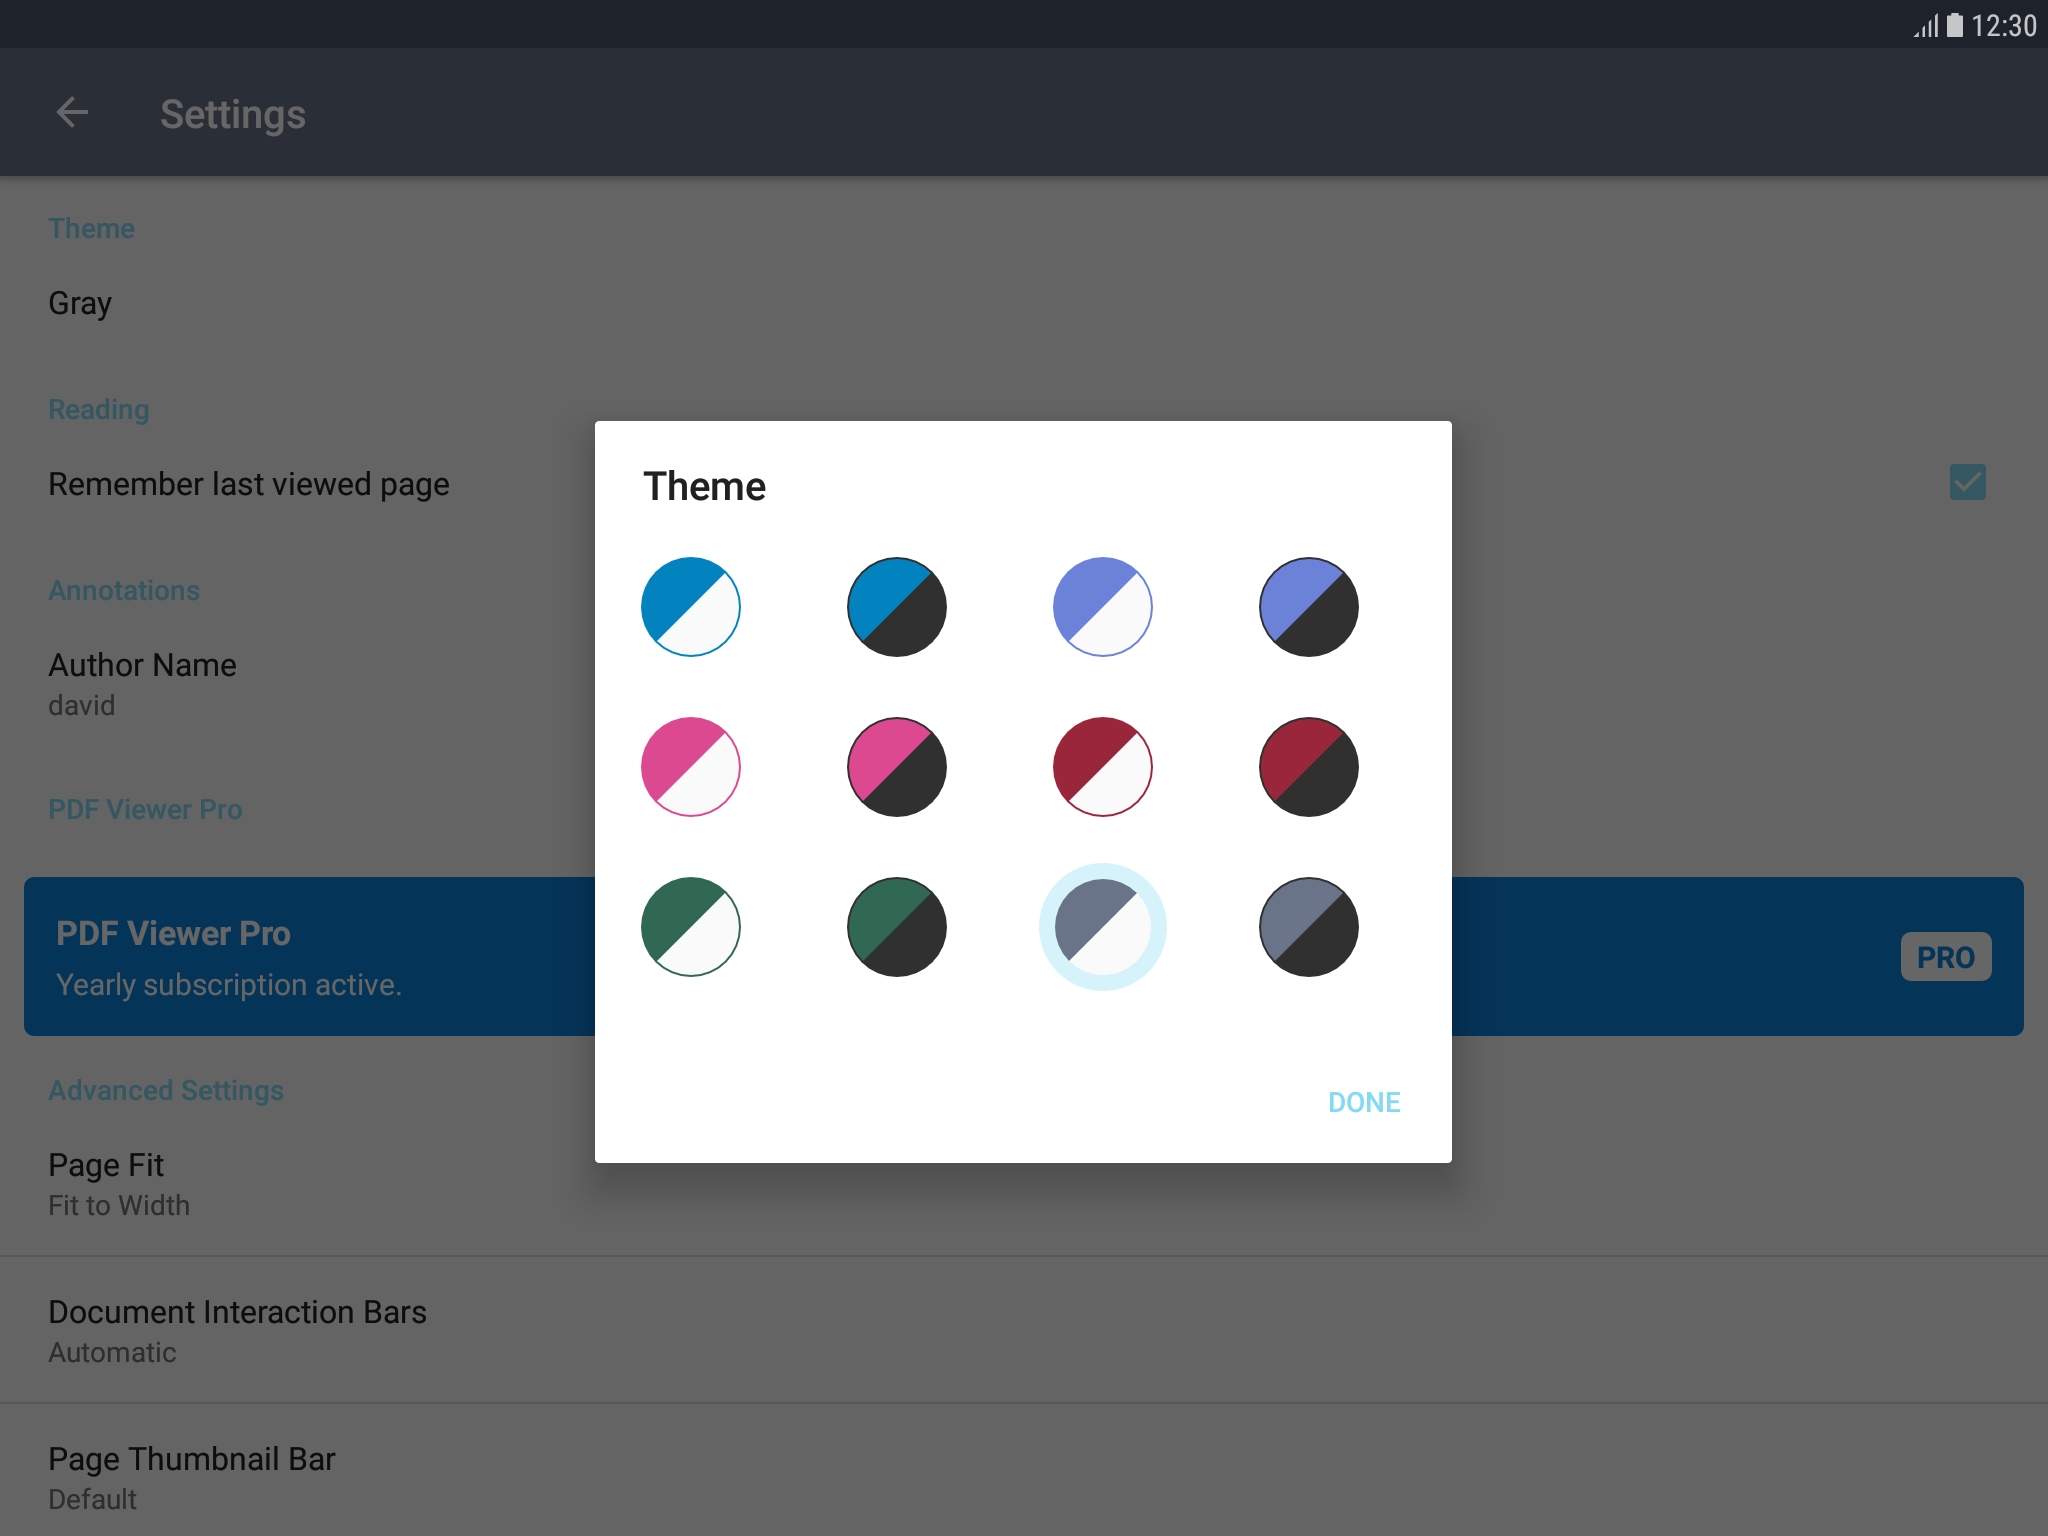 12:30
Settings
Theme
Gray
Reading
Remember last viewed page
Annotations
Author Name
david
PDF Viewer Pro
PDF Viewer Pro
Yearly subscription active.
PRO
Advanced Settings
Page Fit
Fit to Width
Document Interaction Bars
Automatic
Page Thumbnail Bar
Default
Theme
DONE